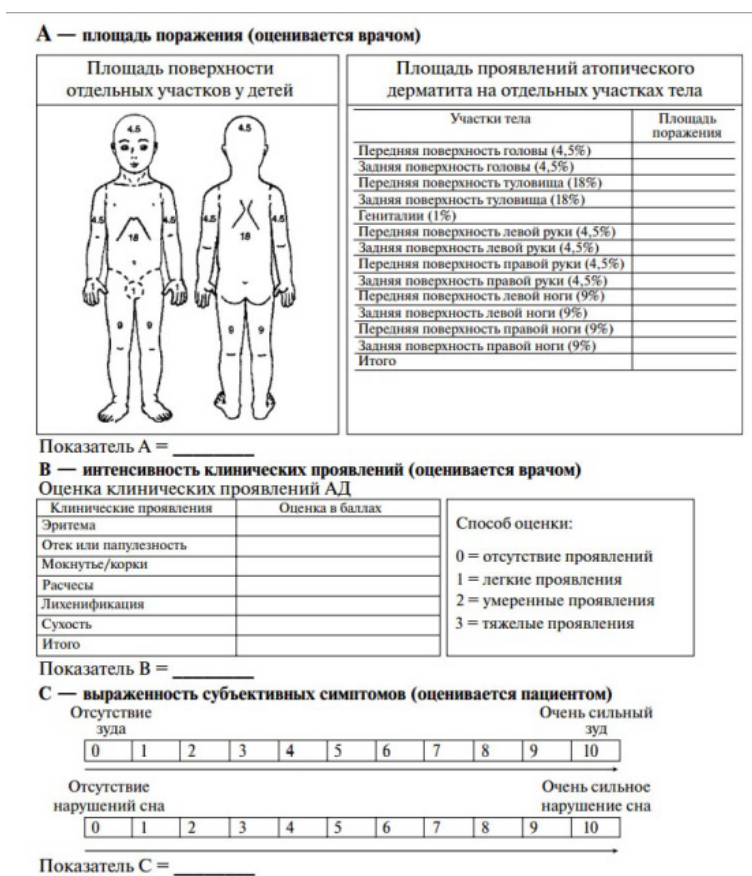 А — площадь поражения (оценивается врачом)
Площадь поверхности
отдельных участков у детей
4.5
4.5
4.5
4.5
18
4.5
4.5
18
1
1
1
9
9
9
9
Площадь проявлений атопического
дерматита на отдельных участках тела
Участки тела Площадь
поражения
Передняя поверхность головы (4,5%)
Задняя поверхность головы (4,5%)
Передняя поверхность туловища (18%)
Задняя поверхность туловища (18%)
Гениталии (1%)
Передняя поверхность левой руки (4,5%)
Задняя поверхность левой руки (4,5%)
Передняя поверхность правой руки (4,5%)
Задняя поверхность правой руки (4,5%)
Передняя поверхность левой ноги (9%)
Задняя поверхность левой ноги (9%)
Передняя поверхность правой ноги (9%)
Задняя поверхность правой ноги (9%)
Итого
Показатель А = ________
В — интенсивность клинических проявлений (оценивается врачом)
Оценка клинических проявлений АД
Клинические проявления Оценка в баллах
Эритема
Отек или папулезность
Мокнутье/корки
Расчесы
Лихенификация
Сухость
Итого
Способ оценки:
0 = отсутствие проявлений
1 = легкие проявления
2 = умеренные проявления
3 = тяжелые проявления
Показатель В = ________
С — выраженность субъективных симптомов (оценивается пациентом)
Отсутствие Очень сильный
зуда зуд
0 1 2 3 4 5 6 7 8 9 10
Отсутствие Очень сильное
нарушений сна нарушение сна
0 1 2 3 4 5 6 7 8 9 10
Показатель С = ________